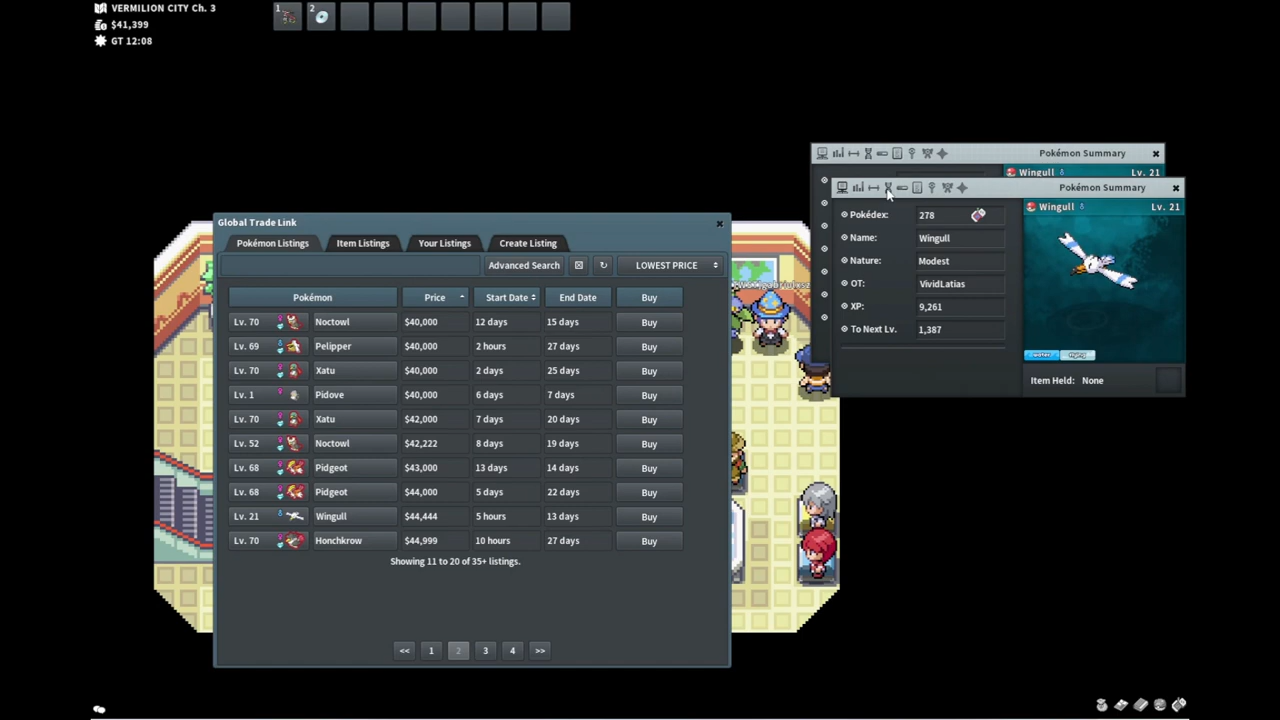 VERMILION CITY Ch. 3
$41,399
GT 12:08
1 2
Pokémon Summary
Wingull Lv. 21
Pokémon Summary
Wingull Lv. 21
Pokédex: 278
Name: Wingull
Nature: Modest
OT: VividLatias
XP: 9,261
To Next Lv. 1,387
Item Held: None
Global Trade Link
Pokémon Listings Item Listings Your Listings Create Listing
Advanced Search LOWEST PRICE
Pokémon Price Start Date End Date Buy
Lv. 70 Noctowl $40,000 12 days 15 days Buy
Lv. 69 Pelipper $40,000 2 hours 27 days Buy
Lv. 70 Xatu $40,000 2 days 25 days Buy
Lv. 1 Pidove $40,000 6 days 7 days Buy
Lv. 70 Xatu $42,000 7 days 20 days Buy
Lv. 52 Noctowl $42,222 8 days 19 days Buy
Lv. 68 Pidgeot $43,000 13 days 14 days Buy
Lv. 68 Pidgeot $44,000 5 days 22 days Buy
Lv. 21 Wingull $44,444 5 hours 13 days Buy
Lv. 70 Honchkrow $44,999 10 hours 27 days Buy
Showing 11 to 20 of 35+ listings.
<< 1 2 3 4 >>